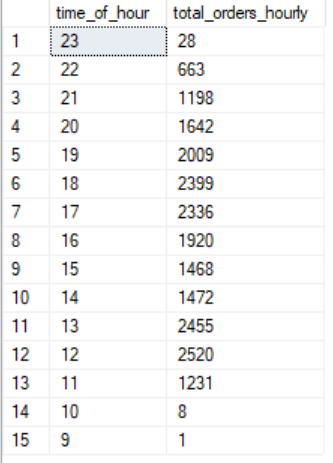 time_of_hour total_orders_hourly
1 23 28
2 22 663
3 21 1198
4 20 1642
5 19 2009
6 18 2399
7 17 2336
8 16 1920
9 15 1468
10 14 1472
11 13 2455
12 12 2520
13 11 1231
14 10 8
15 9 1